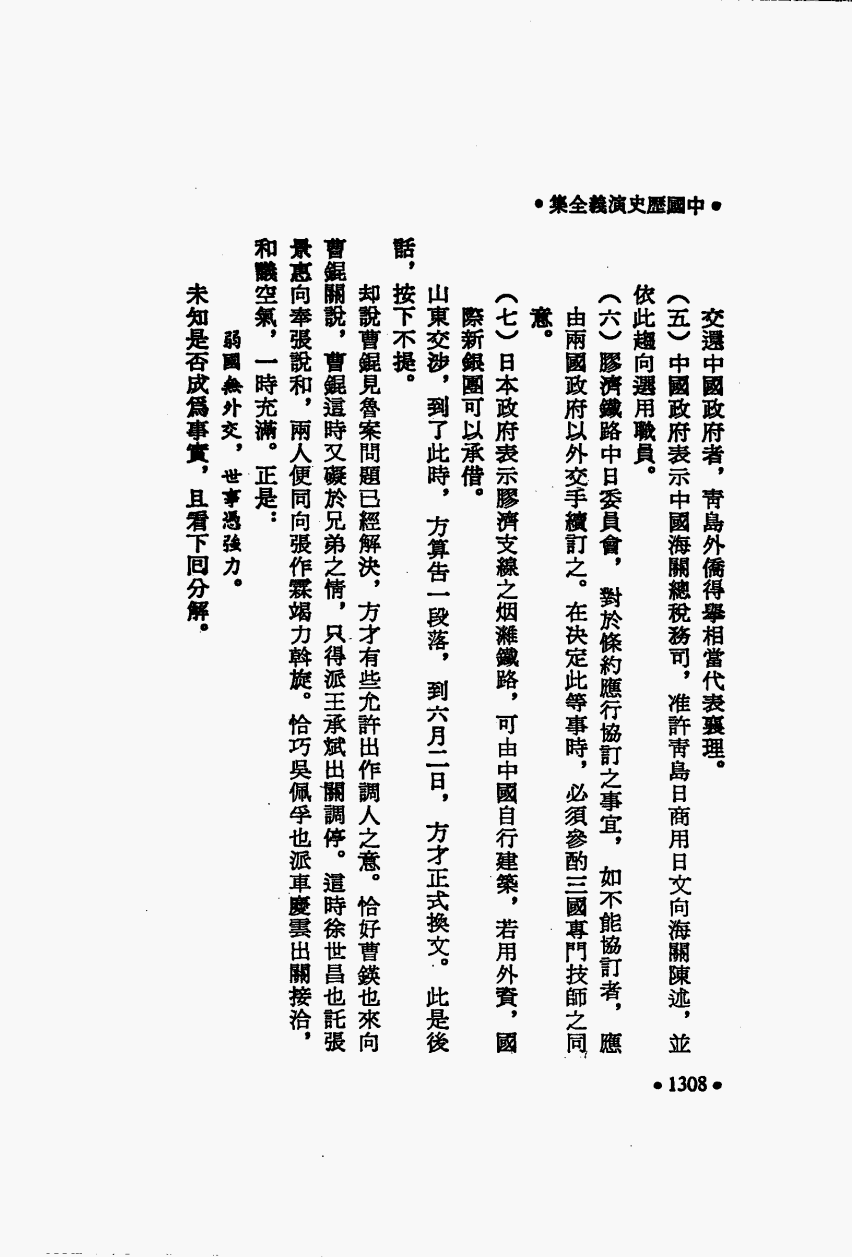 •中國歷史演義全集•
交還中國政府者，靑島外僑得舉相當代表襄理。
（五）中國政府表示中國海關總稅務司，准許靑島日商用日文向海關陳述，並
依此趨向選用職員。
（六）膠濟鐵路中日委員會，對於條約應行協訂之事宜，如不能協訂者，應
由兩國政府以外交手續訂之。在决定此等事時，必須參酌三國專門技師之同
意。
（七）日本政府表示膠濟支線之烟濰鐵路，可由中國自行建築，若用外資，國
際新銀團可以承借。
山東交涉，到了此時，方算告一段落，到六月二日，方才正式換文。此是後
話，按下不提。
却說曹錕見魯案問題已經解決，方才有些允許出作調人之意。恰好曹鍈也來向
曹錕關說，曹錕這時又礙於兄弟之情，只得派王承斌出關調停。這時徐世昌也託張
景惠向奉張說和，兩人便同向張作霖竭力斡旋。恰巧吳佩孚也派車慶雲出關接洽，
和議空氣，一時充滿。正是：
弱國無外交，世事憑強力。
未知是否成爲事實，且看下回分解。
•1308•